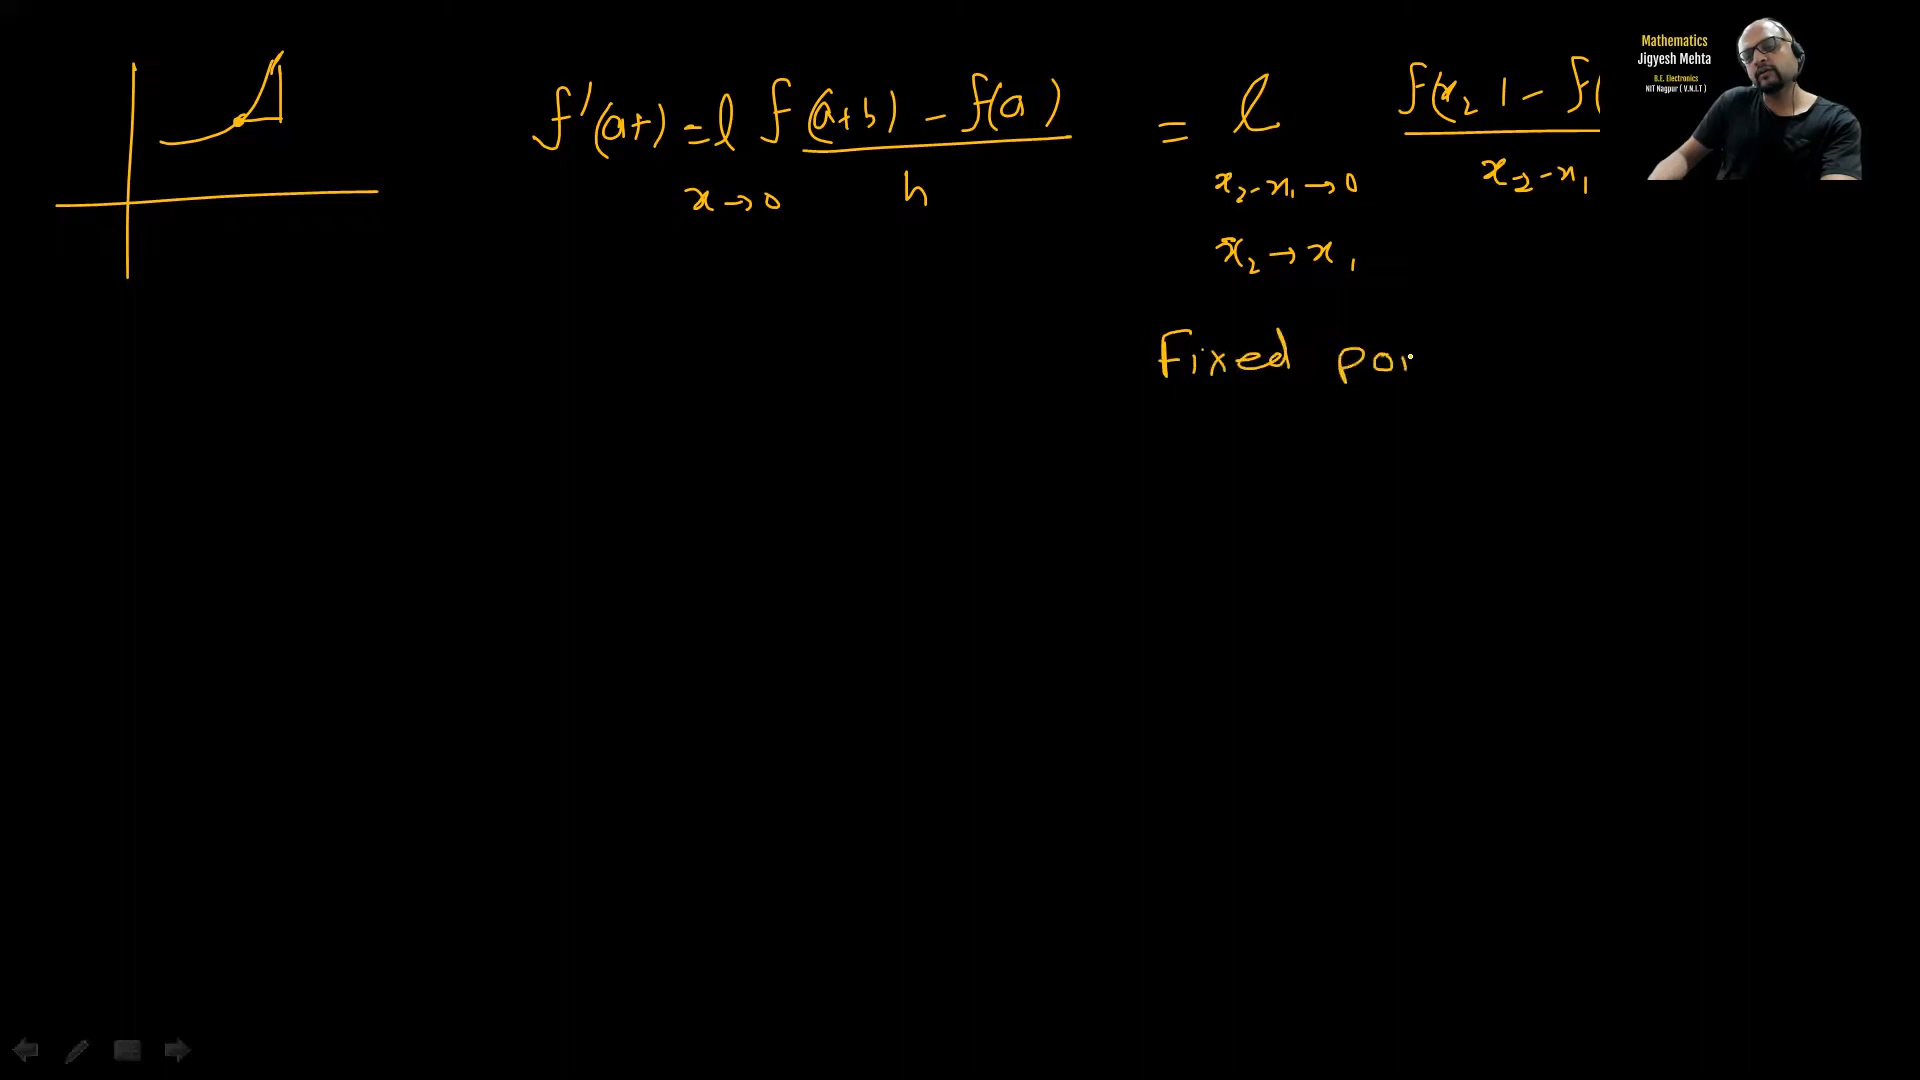 f'(a+) = l f(a+h) - f(a) / h = l f(x2) - f(
x → 0 x2-x1 → 0 x2-x1
x2 → x1
Fixed poi
Mathematics
Jigyesh Mehta
B.E. Electronics
NIT Nagpur ( V.N.I.T )